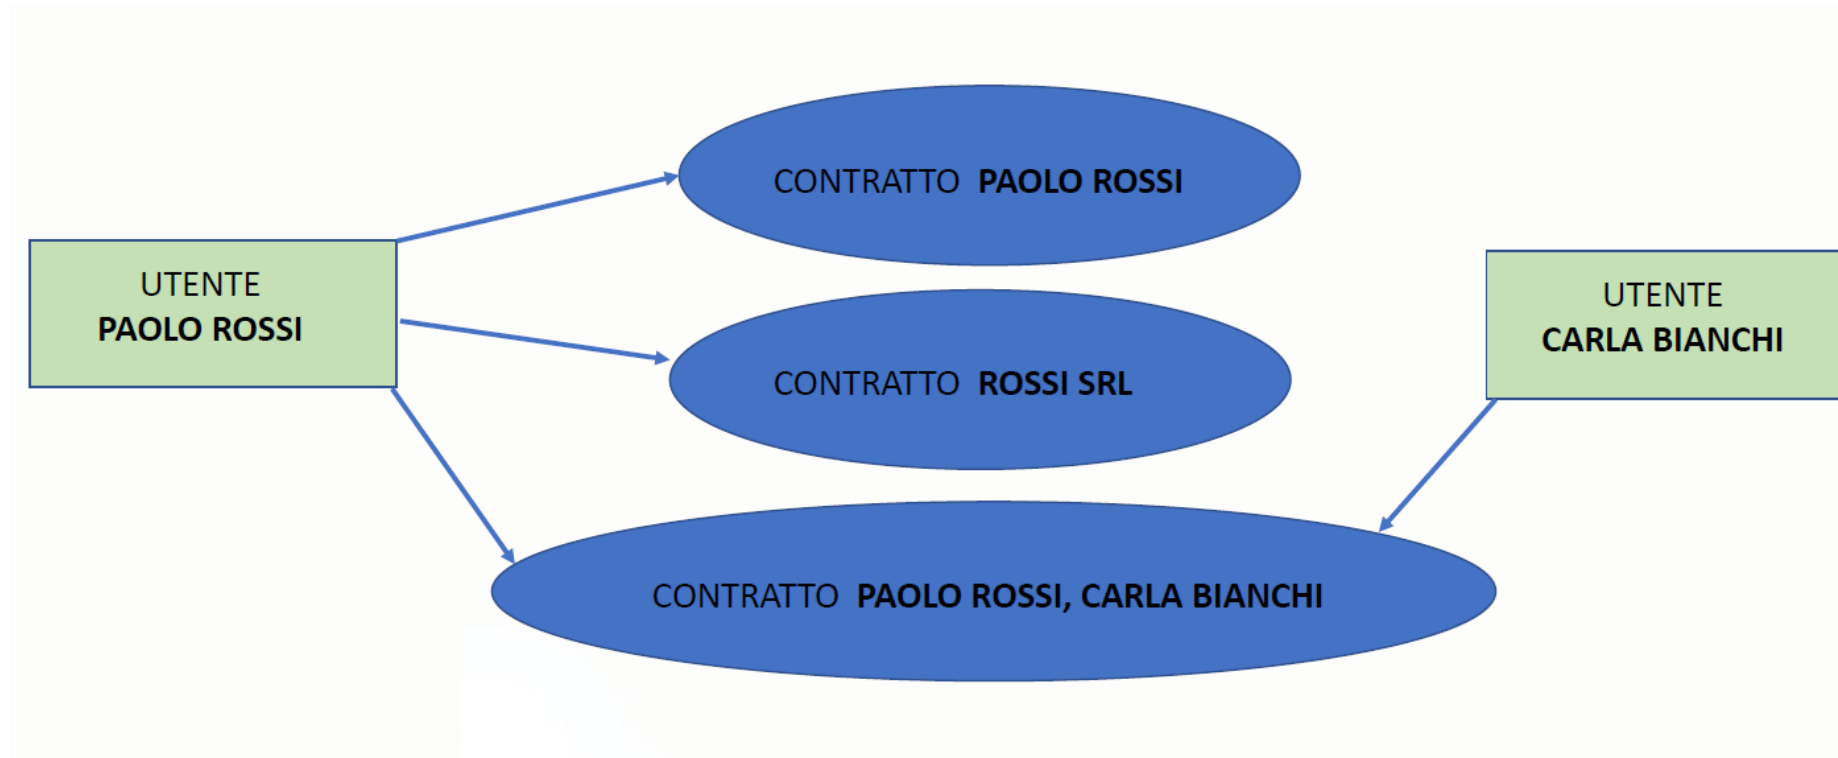 CONTRATTO PAOLO ROSSI
UTENTE
PAOLO ROSSI
CONTRATTO ROSSI SRL
UTENTE
CARLA BIANCHI
CONTRATTO PAOLO ROSSI, CARLA BIANCHI